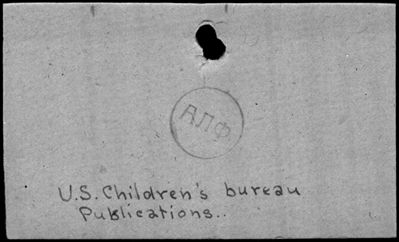 АЛФ
U.S. Children's bureau
Publications..